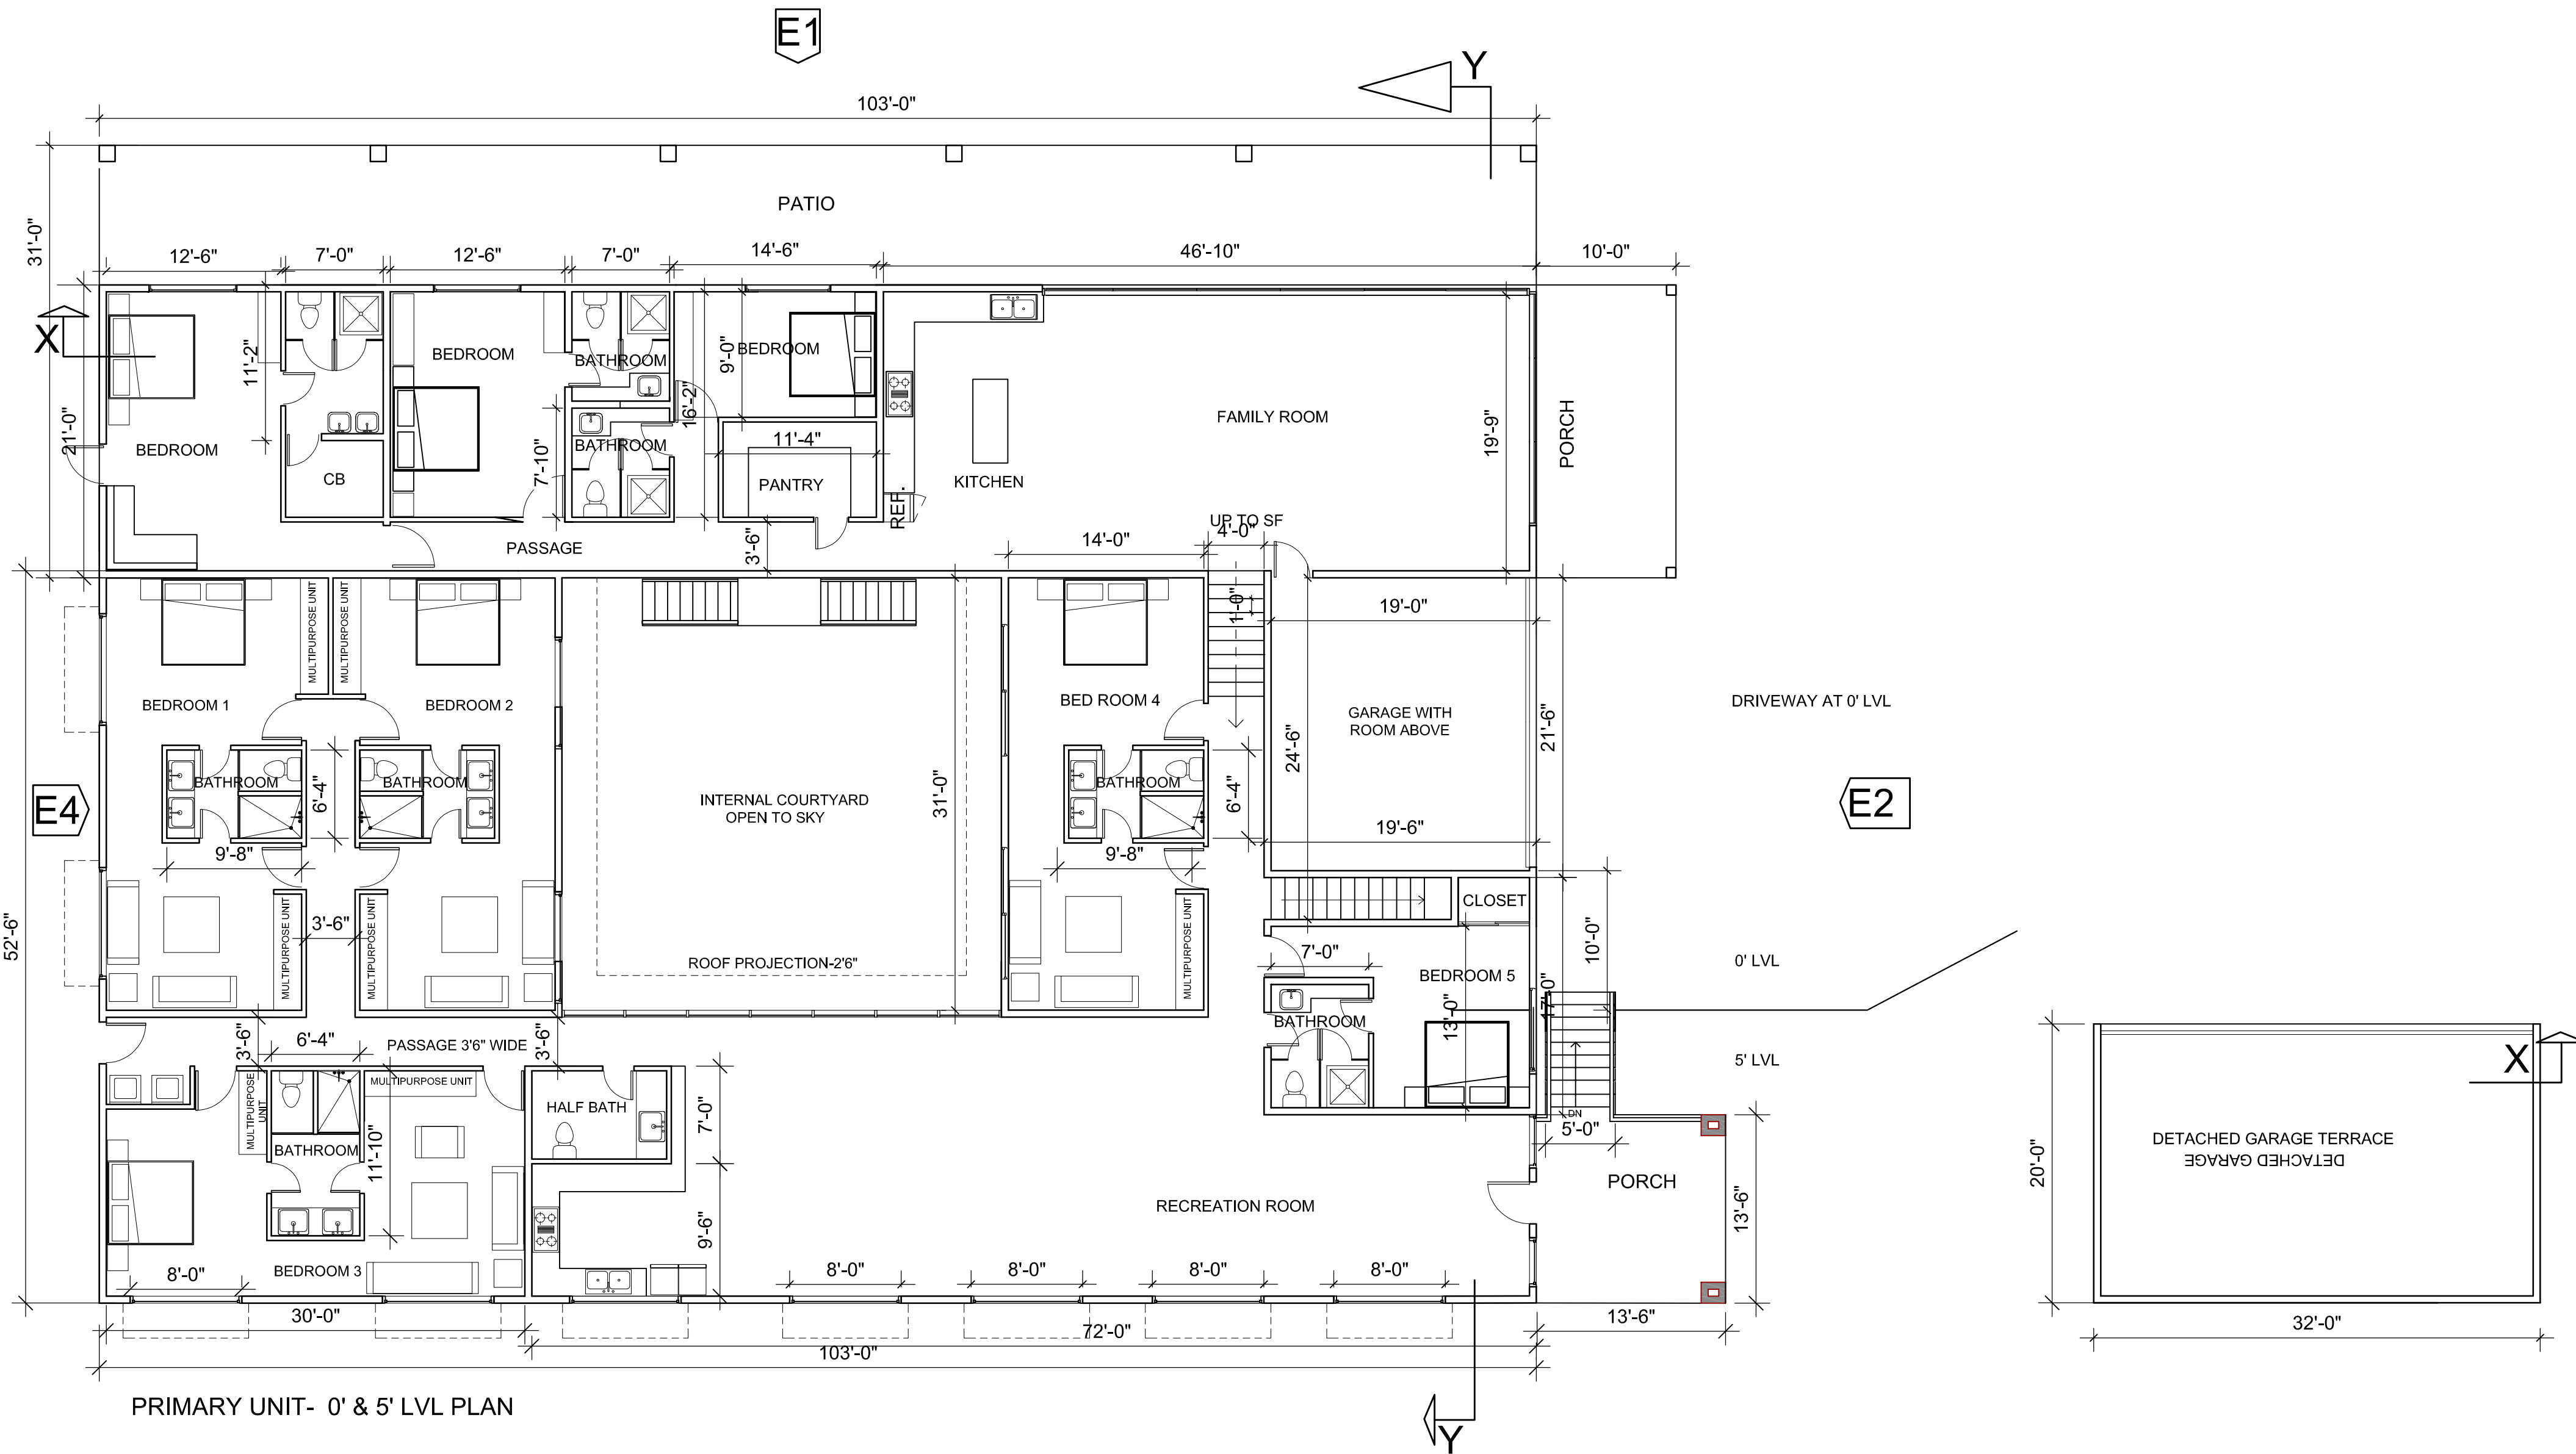 E1
Y
103'-0"
PATIO
31'-0"
12'-6"
7'-0"
12'-6"
7'-0"
14'-6"
46'-10"
10'-0"
X
11'-2"
21'-0"
BEDROOM
CB
BEDROOM
7'-10"
BATHROOM
BATHROOM
16'-2"
9'-0"
BEDROOM
11'-4"
PANTRY
REF.
KITCHEN
FAMILY ROOM
19'-9"
PORCH
PASSAGE
3'-6"
14'-0"
UP TO SF
4'-0"
1'-0"
52'-6"
MULTIPURPOSE UNIT
MULTIPURPOSE UNIT
BEDROOM 1
BEDROOM 2
BED ROOM 4
19'-0"
GARAGE WITH
ROOM ABOVE
21'-6"
DRIVEWAY AT 0' LVL
E4
BATHROOM
6'-4"
BATHROOM
INTERNAL COURTYARD
OPEN TO SKY
31'-0"
BATHROOM
6'-4"
24'-6"
19'-6"
E2
9'-8"
9'-8"
3'-6"
MULTIPURPOSE UNIT
MULTIPURPOSE UNIT
MULTIPURPOSE UNIT
ROOF PROJECTION-2'6"
CLOSET
10'-0"
7'-0"
BEDROOM 5
17'-0"
0' LVL
BATHROOM
13'-0"
3'-6"
6'-4"
PASSAGE 3'6" WIDE
3'-6"
5' LVL
X
MULTIPURPOSE
UNIT
MULTIPURPOSE UNIT
HALF BATH
7'-0"
DN
5'-0"
BATHROOM
11'-10"
PORCH
13'-6"
20'-0"
DETACHED GARAGE TERRACE
DETACHED GARAGE
RECREATION ROOM
9'-6"
8'-0"
BEDROOM 3
8'-0"
8'-0"
8'-0"
8'-0"
30'-0"
72'-0"
13'-6"
32'-0"
103'-0"
PRIMARY UNIT- 0' & 5' LVL PLAN
Y